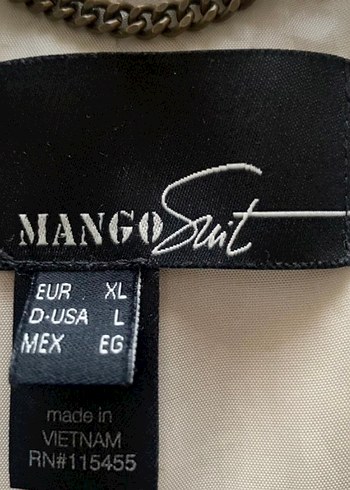 MANGO Suit
EUR XL
D-USA L
MEX EG
made in
VIETNAM
RN#115455